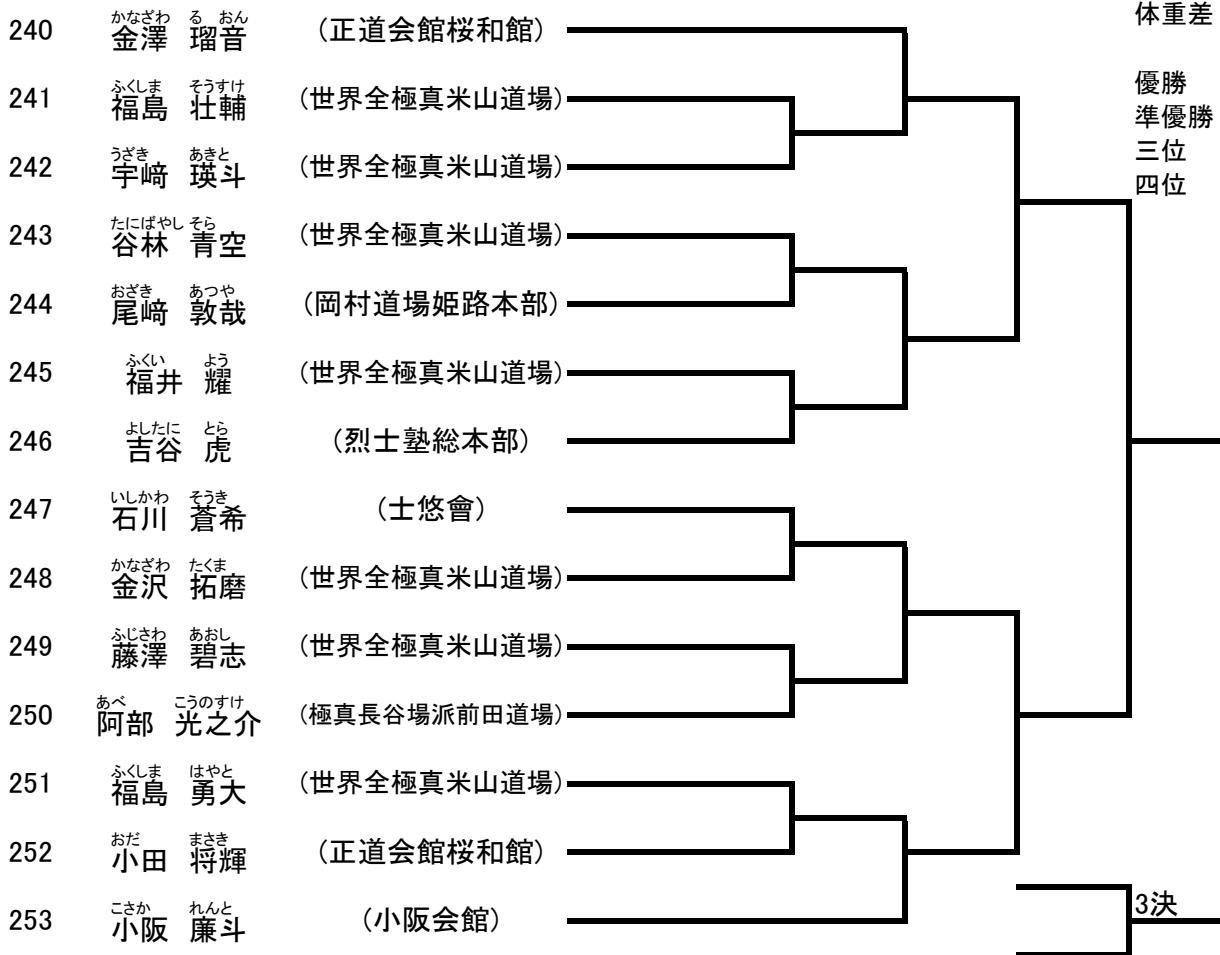 体重差
240 かなざわ る おん 金澤 瑠音 (正道会館桜和館)
優勝
241 ふくしま そうすけ 福島 壮輔 (世界全極真米山道場)
準優勝
三位
242 うざき あきと 宇﨑 瑛斗 (世界全極真米山道場)
四位
243 たにばやし そら 谷林 青空 (世界全極真米山道場)
244 おざき あつや 尾﨑 敦哉 (岡村道場姫路本部)
245 ふくい よう 福井 耀 (世界全極真米山道場)
246 よしたに とら 吉谷 虎 (烈士塾総本部)
247 いしかわ そうき 石川 蒼希 (士悠會)
248 かなざわ たくま 金沢 拓磨 (世界全極真米山道場)
249 ふじさわ あおし 藤澤 碧志 (世界全極真米山道場)
250 あべ こうのすけ 阿部 光之介 (極真長谷場派前田道場)
251 ふくしま はやと 福島 勇大 (世界全極真米山道場)
252 おだ まさき 小田 将輝 (正道会館桜和館)
253 こさか れんと 小阪 廉斗 (小阪会館)
3決